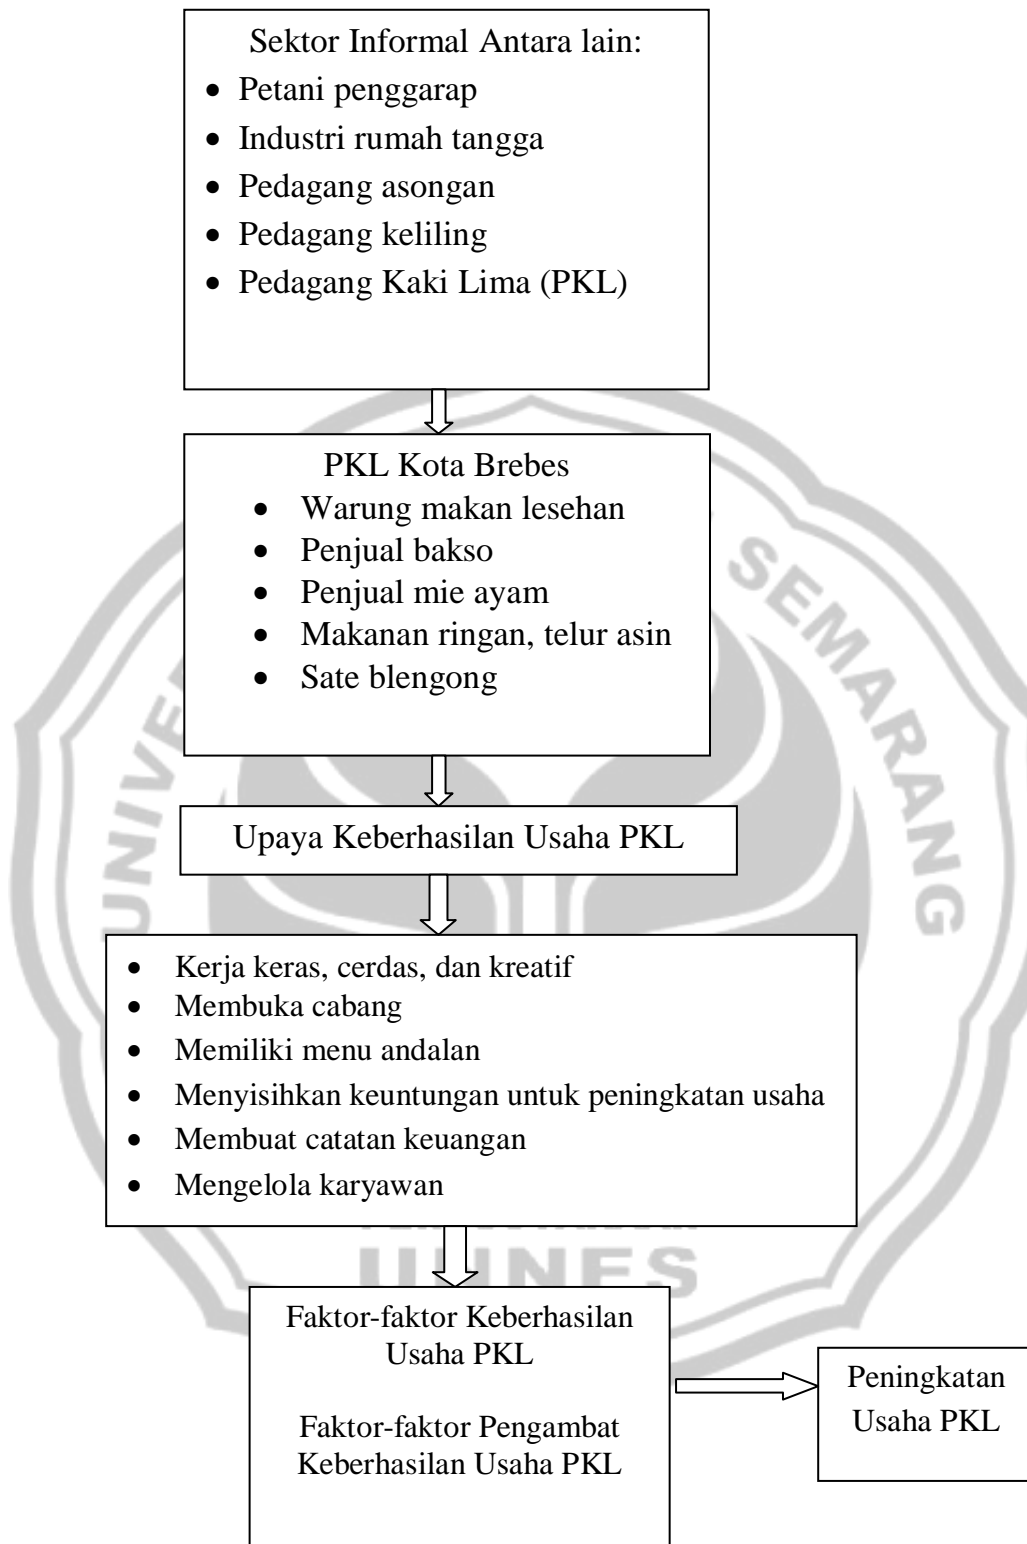 Sektor Informal Antara lain:
• Petani penggarap
• Industri rumah tangga
• Pedagang asongan
• Pedagang keliling
• Pedagang Kaki Lima (PKL)
PKL Kota Brebes
• Warung makan lesehan
• Penjual bakso
• Penjual mie ayam
• Makanan ringan, telur asin
• Sate blengong
Upaya Keberhasilan Usaha PKL
• Kerja keras, cerdas, dan kreatif
• Membuka cabang
• Memiliki menu andalan
• Menyisihkan keuntungan untuk peningkatan usaha
• Membuat catatan keuangan
• Mengelola karyawan
Faktor-faktor Keberhasilan
Usaha PKL
Faktor-faktor Pengambat
Keberhasilan Usaha PKL
Peningkatan
Usaha PKL
SEMARANG
UNNES